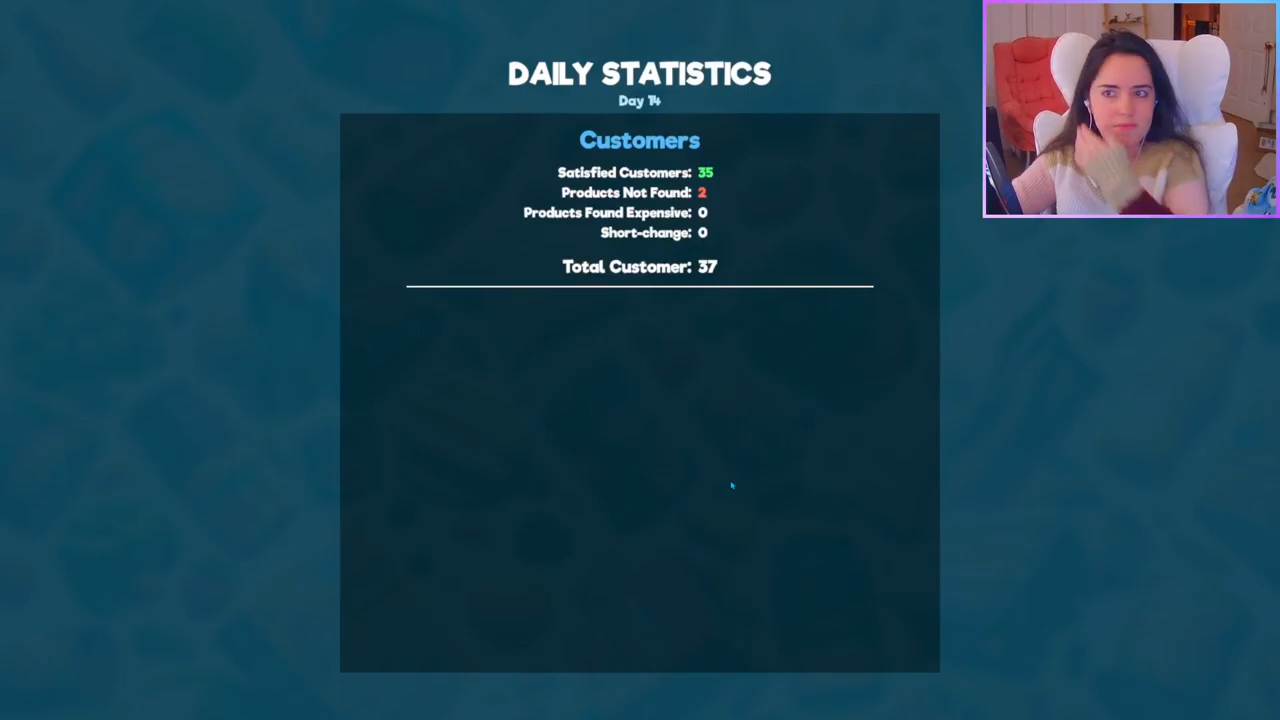 DAILY STATISTICS
Day 14
Customers
Satisfied Customers: 35
Products Not Found: 2
Products Found Expensive: 0
Short-change: 0
Total Customer: 37